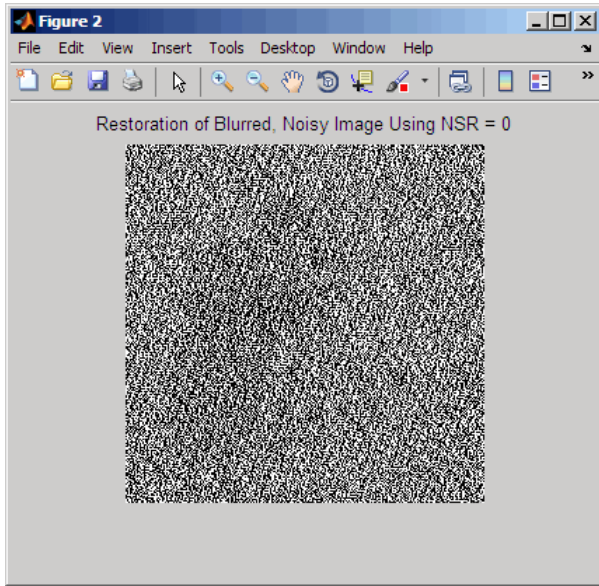 Figure 2
File Edit View Insert Tools Desktop Window Help
Restoration of Blurred, Noisy Image Using NSR = 0